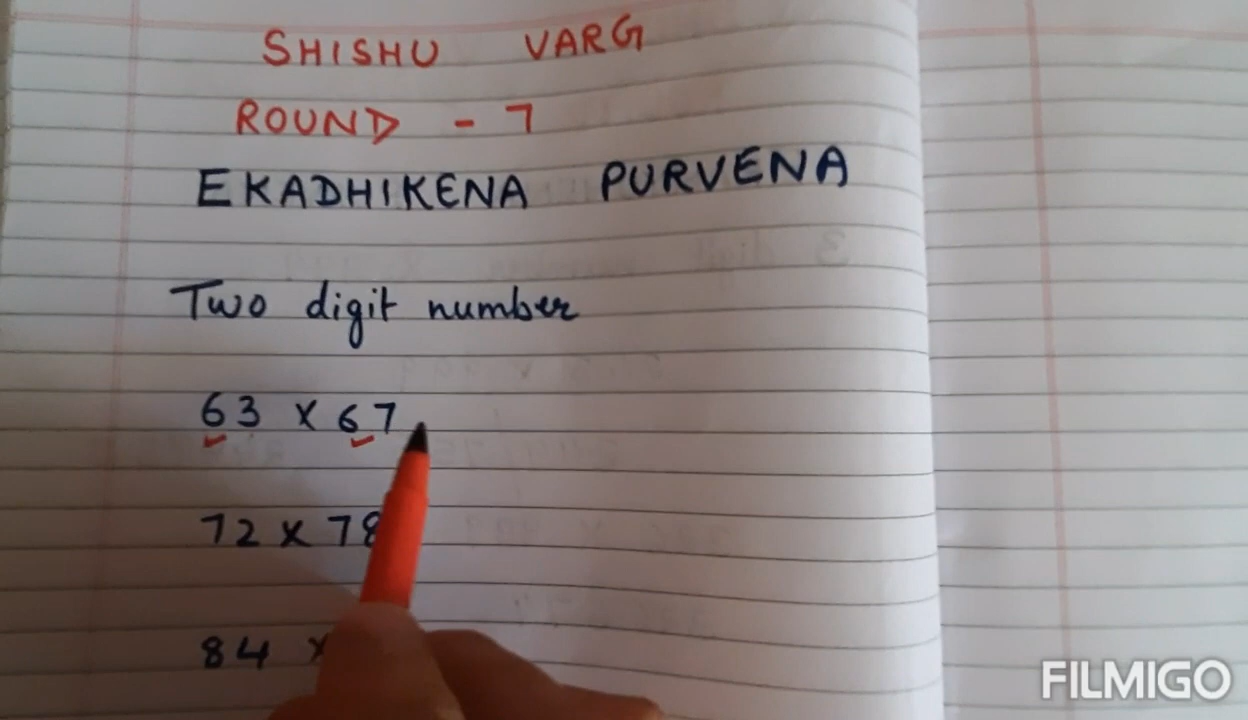 SHISHU VARG
ROUND - 7
EKADHIKENA PURVENA
Two digit number
63 x 67
72 x 78
84 x
FILMIGO